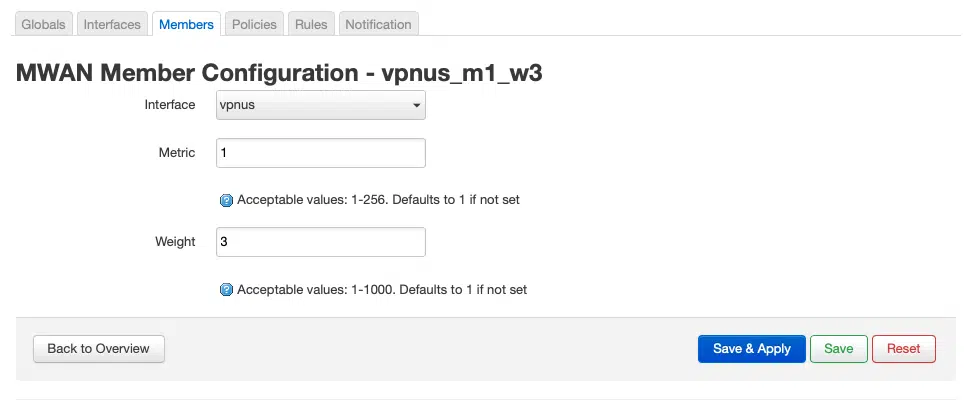 Globals Interfaces Members Policies Rules Notification
MWAN Member Configuration - vpnus_m1_w3
Interface vpnus
Metric 1
Acceptable values: 1-256. Defaults to 1 if not set
Weight 3
Acceptable values: 1-1000. Defaults to 1 if not set
Back to Overview Save & Apply Save Reset